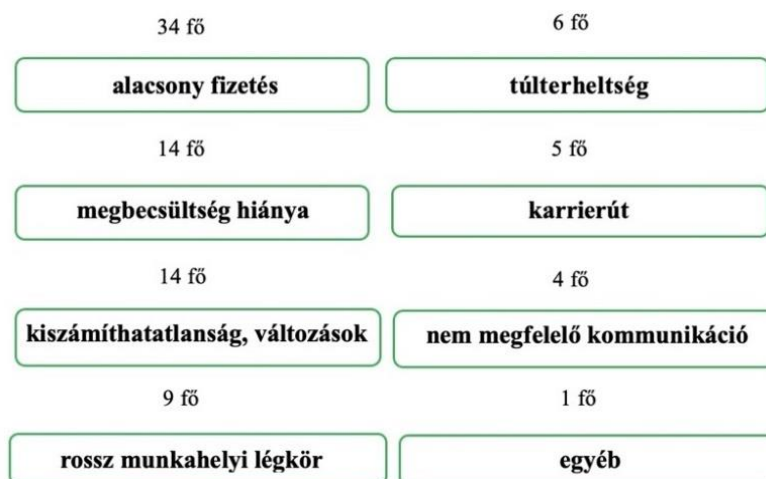 34 fő
6 fő
alacsony fizetés
túlterheltség
14 fő
5 fő
megbecsültség hiánya
karrierút
14 fő
4 fő
kiszámíthatatlanság, változások
nem megfelelő kommunikáció
9 fő
1 fő
rossz munkahelyi légkör
egyéb